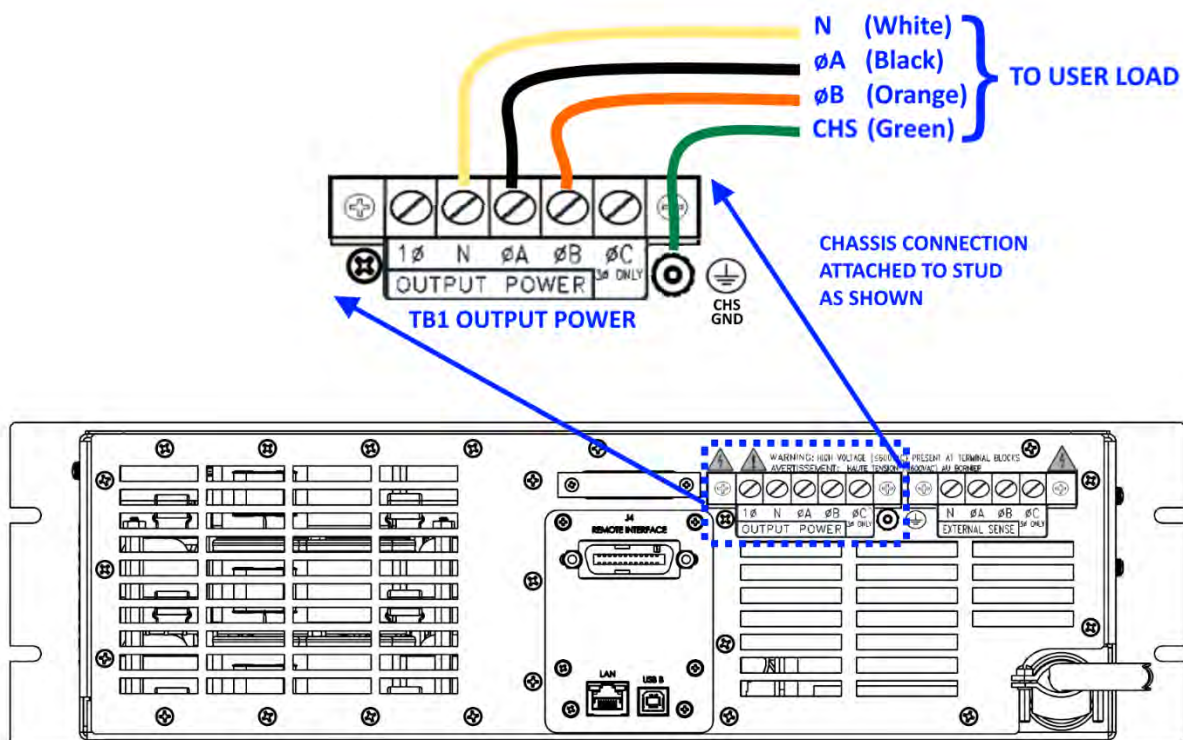 N (White)
øA (Black)
øB (Orange)
CHS (Green)
TO USER LOAD
1ø N øA øB øC
3ø ONLY
OUTPUT POWER
CHS
GND
TB1 OUTPUT POWER
CHASSIS CONNECTION
ATTACHED TO STUD
AS SHOWN
WARNING: HIGH VOLTAGE PRESENT AT TERMINAL BLOCKS
AVERTISSEMENT: HAUTE TENSION AU BORNIER
1ø N øA øB øC
3ø ONLY
OUTPUT POWER
N øA øB øC
3ø ONLY
EXTERNAL SENSE
J4
REMOTE INTERFACE
1
LAN
USB B